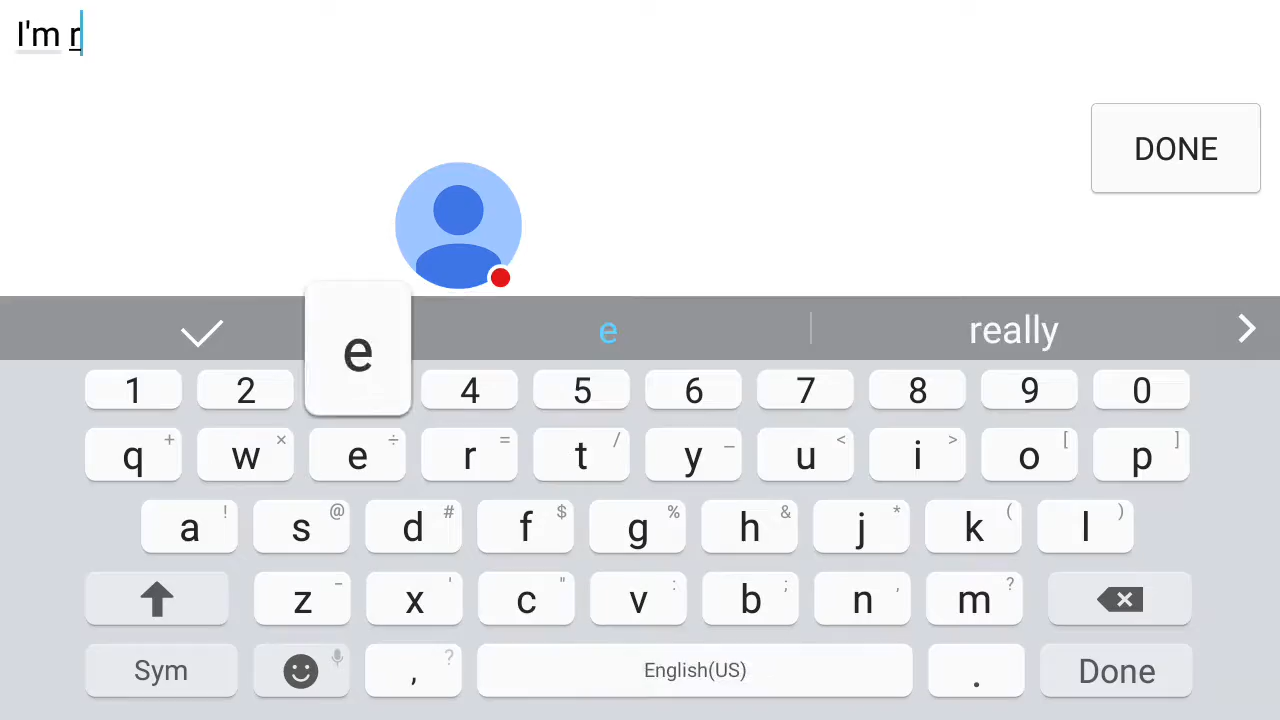 I'm r
DONE
e e really
1 2 4 5 6 7 8 9 0
q + w × e ÷ r = t / y _ u < i > o [ p ]
a ! s @ d # f $ g % h & j * k ( l )
z - x ' c " v : b ; n , m ?
Sym , ? English(US) . Done